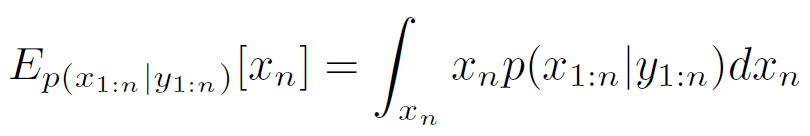 $E_{p(x_{1:n}|y_{1:n})}[x_n] = \int_{x_n} x_n p(x_{1:n}|y_{1:n}) dx_n$